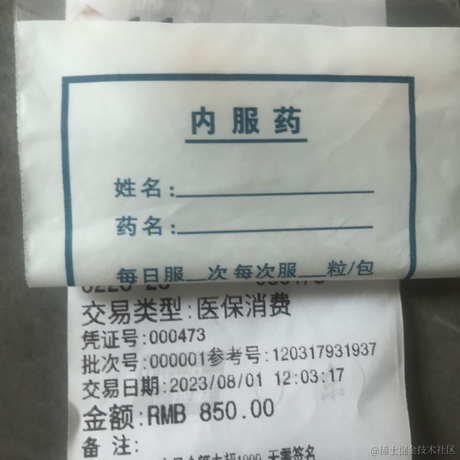 内服药
姓名:
药名:
每日服__次每次服__粒/包
交易类型:医保消费
凭证号:000473
批次号:000001参考号:120317931937
交易日期:2023/08/01 12:03:17
金额:RMB 850.00
备注:
@稀土掘金技术社区